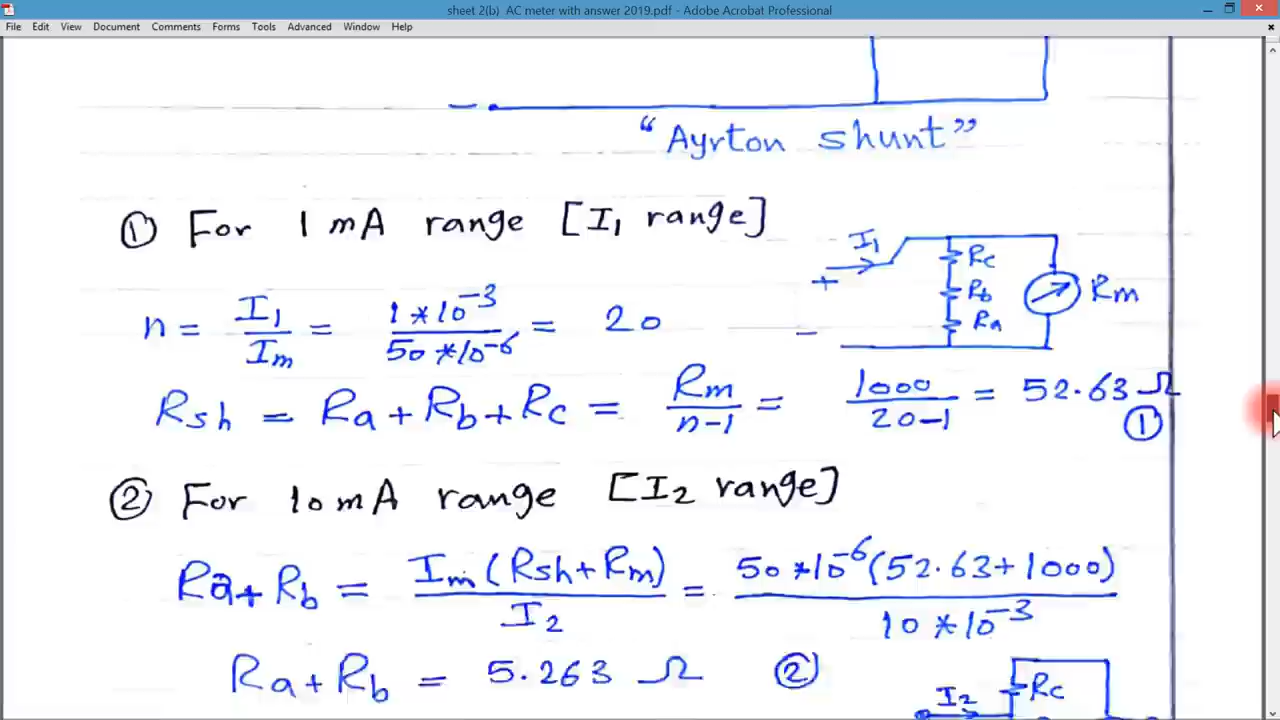 sheet 2(b) AC meter with answer 2019.pdf - Adobe Acrobat Professional
File Edit View Document Comments Forms Tools Advanced Window Help
“Ayrton shunt”
① For 1 mA range [I₁ range]
I₁
+
-
Rc
Rb
Ra
Rm
n = I₁ / Im = 1*10⁻³ / 50*10⁻⁶ = 20
Rsh = Ra + Rb + Rc = Rm / n-1 = 1000 / 20-1 = 52.63 Ω ①
② For 10 mA range [I₂ range]
Ra + Rb = Im (Rsh + Rm) / I₂ = 50*10⁻⁶ (52.63+1000) / 10*10⁻³
Ra + Rb = 5.263 Ω ②
I₂
Rc